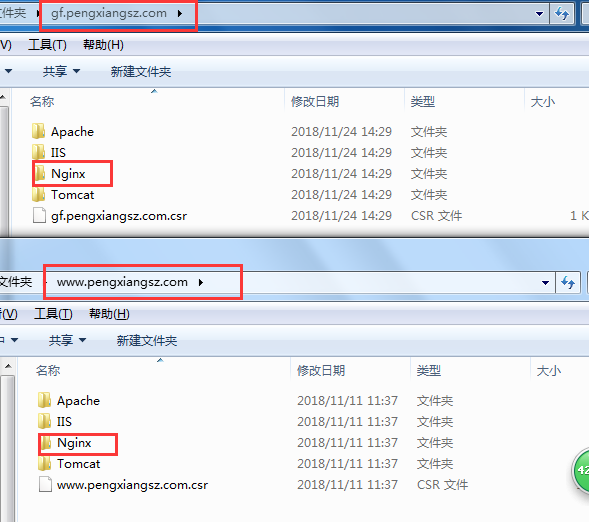 文件夹 gf.pengxiangsz.com
V) 工具(T) 帮助(H)
共享 新建文件夹
名称 修改日期 类型 大小
Apache 2018/11/24 14:29 文件夹
IIS 2018/11/24 14:29 文件夹
Nginx 2018/11/24 14:29 文件夹
Tomcat 2018/11/24 14:29 文件夹
gf.pengxiangsz.com.csr 2018/11/24 14:29 CSR 文件 1 K
文件夹 www.pengxiangsz.com
(V) 工具(T) 帮助(H)
共享 新建文件夹
名称 修改日期 类型 大小
Apache 2018/11/11 11:37 文件夹
IIS 2018/11/11 11:37 文件夹
Nginx 2018/11/11 11:37 文件夹
Tomcat 2018/11/11 11:37 文件夹
www.pengxiangsz.com.csr 2018/11/11 11:37 CSR 文件
42